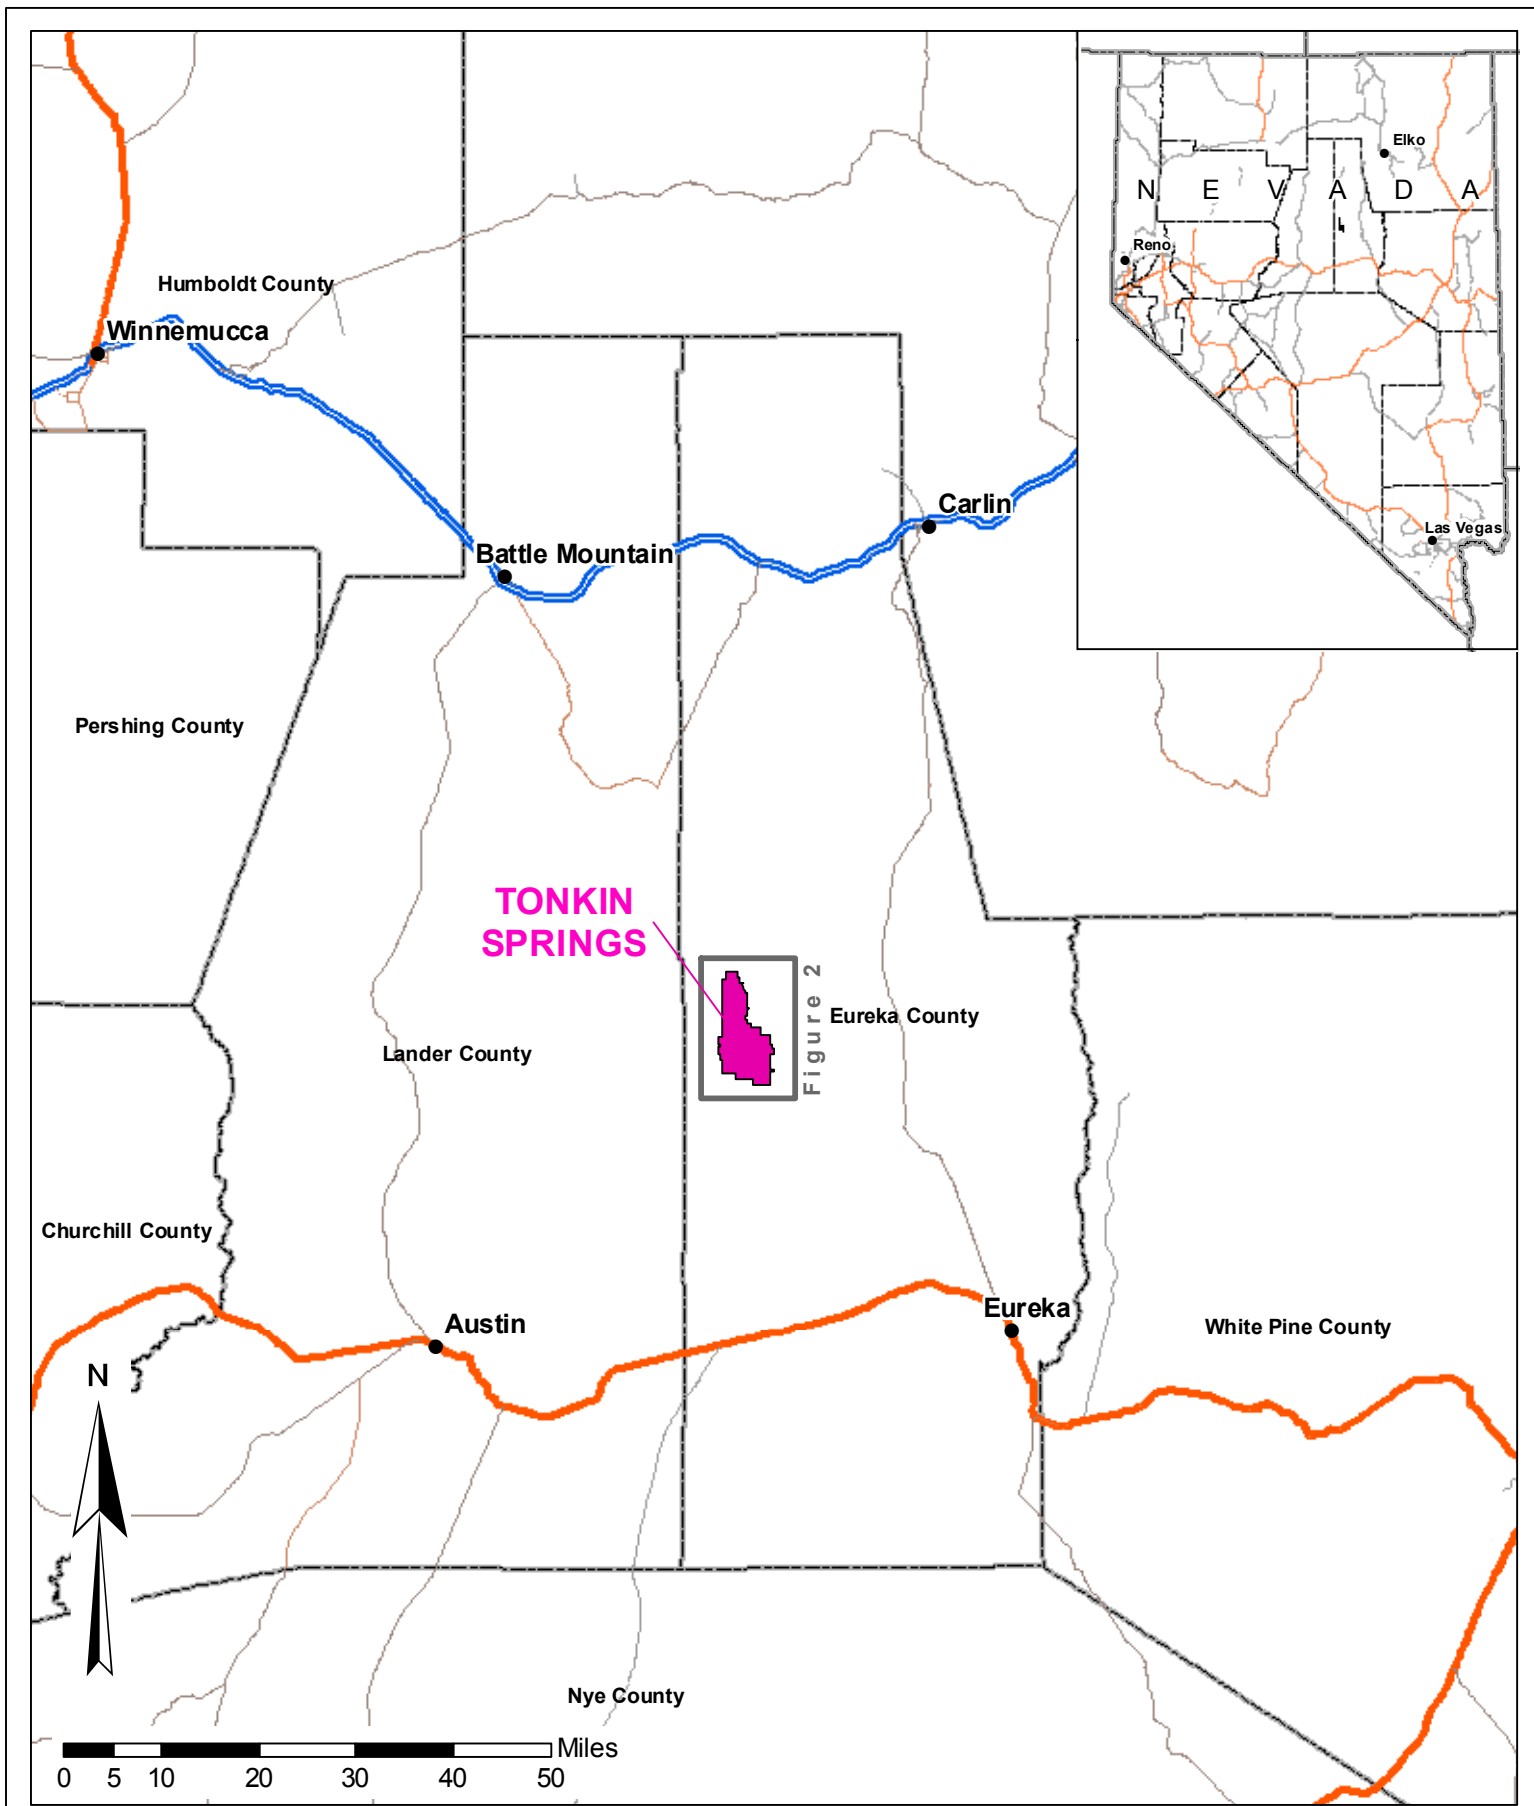 Elko
N E V A D A
Reno
Las Vegas
Humboldt County
Winnemucca
Carlin
Battle Mountain
Pershing County
TONKIN
SPRINGS
Figure 2
Eureka County
Lander County
Churchill County
Eureka
Austin
White Pine County
N
Nye County
Miles
0 5 10 20 30 40 50